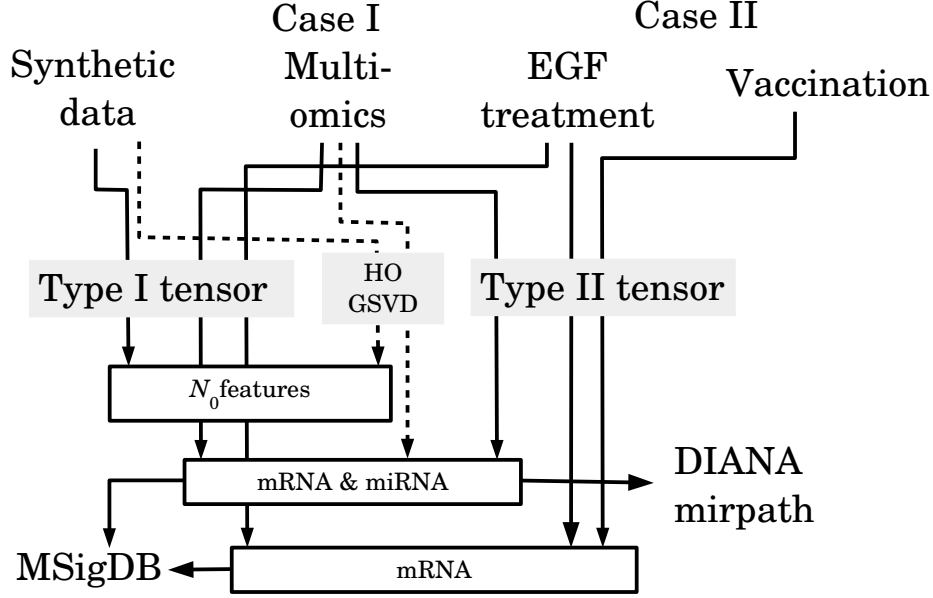 Case I
Case II
Synthetic
data
Multi-
omics
EGF
treatment
Vaccination
Type I tensor
HO
GSVD
Type II tensor
N0features
mRNA & miRNA
DIANA
mirpath
MSigDB
mRNA